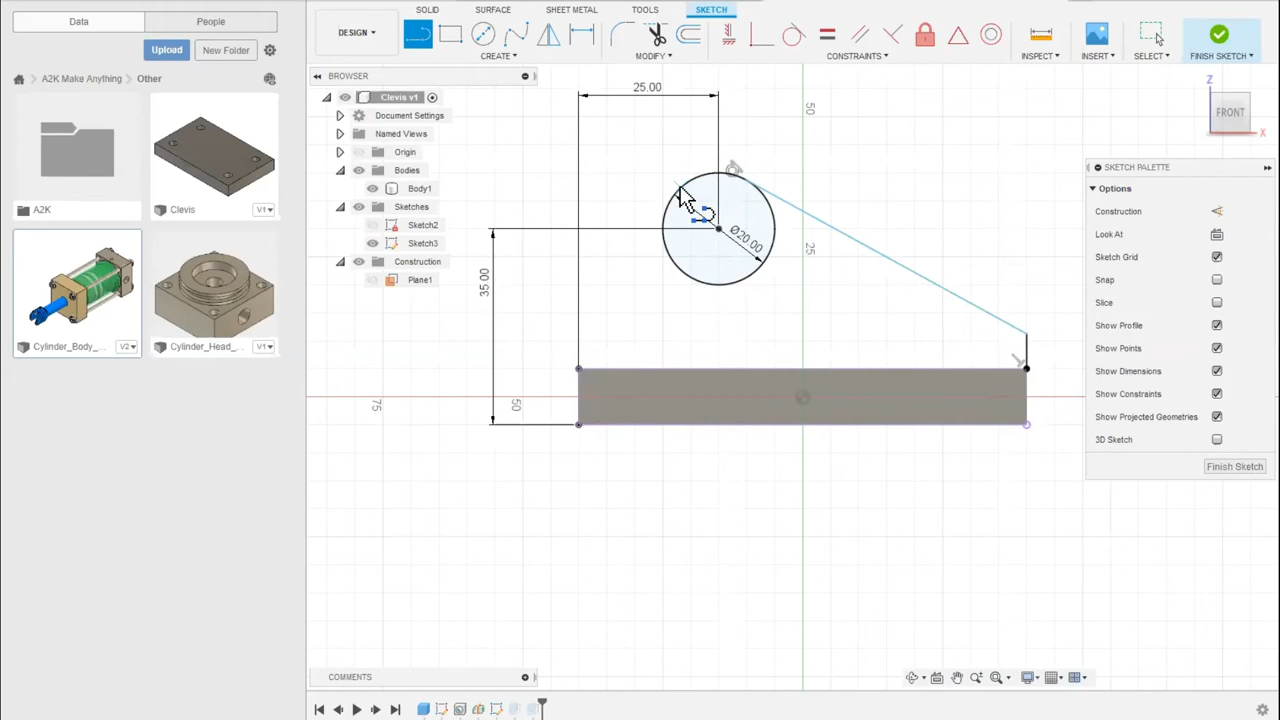 Data
People
Upload
New Folder
A2K Make Anything
Other
A2K
Clevis
V1
Cylinder_Body_...
V2
Cylinder_Head_...
V1
SOLID
SURFACE
SHEET METAL
TOOLS
SKETCH
DESIGN
CREATE
MODIFY
CONSTRAINTS
INSPECT
INSERT
SELECT
FINISH SKETCH
BROWSER
Clevis v1
Document Settings
Named Views
Origin
Bodies
Body1
Sketches
Sketch2
Sketch3
Construction
Plane1
25.00
50
Ø20.00
25
35.00
75
50
Z
FRONT
X
SKETCH PALETTE
Options
Construction
Look At
Sketch Grid
Snap
Slice
Show Profile
Show Points
Show Dimensions
Show Constraints
Show Projected Geometries
3D Sketch
Finish Sketch
COMMENTS